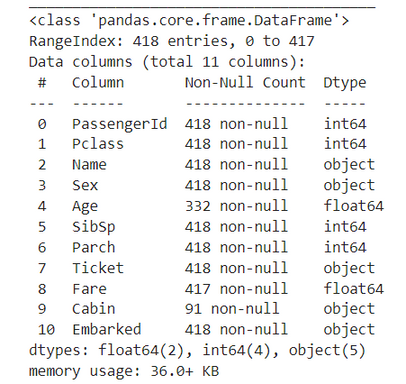 <class 'pandas.core.frame.DataFrame'>
RangeIndex: 418 entries, 0 to 417
Data columns (total 11 columns):
 #   Column       Non-Null Count  Dtype
---  ------       --------------  -----
 0   PassengerId  418 non-null    int64
 1   Pclass       418 non-null    int64
 2   Name         418 non-null    object
 3   Sex          418 non-null    object
 4   Age          332 non-null    float64
 5   SibSp        418 non-null    int64
 6   Parch        418 non-null    int64
 7   Ticket       418 non-null    object
 8   Fare         417 non-null    float64
 9   Cabin        91 non-null     object
 10  Embarked     418 non-null    object
dtypes: float64(2), int64(4), object(5)
memory usage: 36.0+ KB